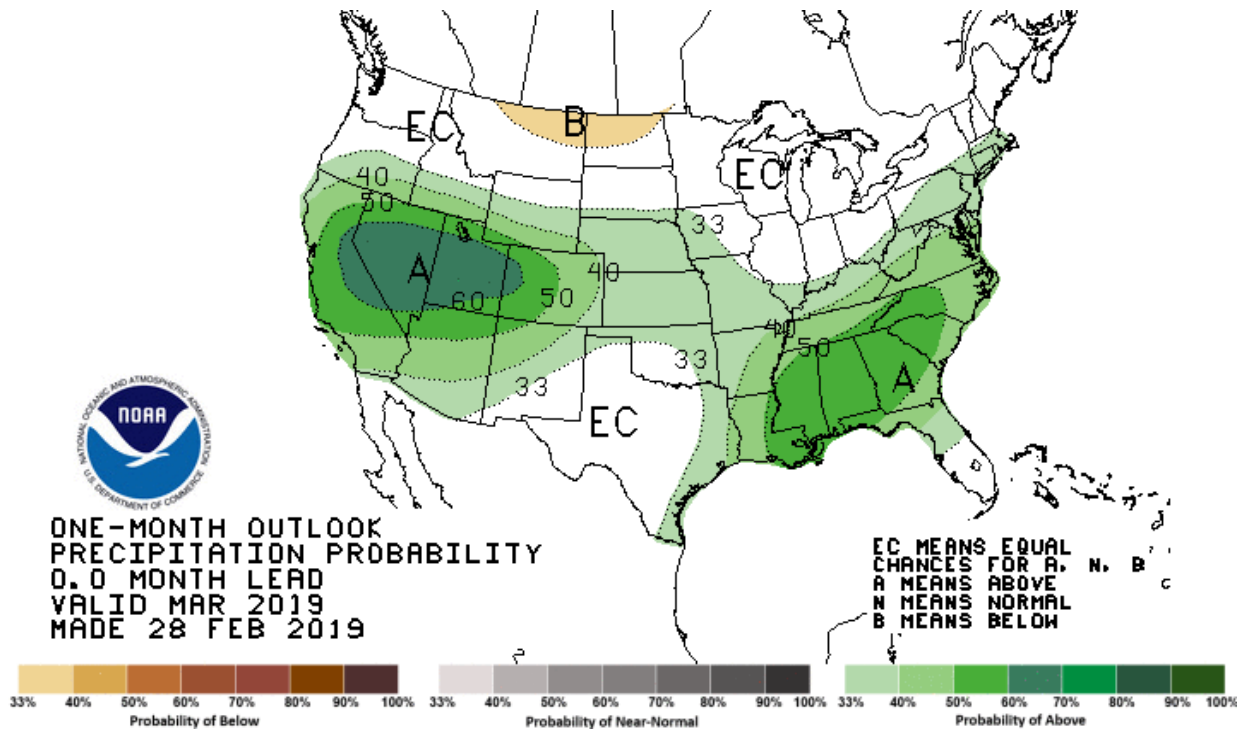 EC
B
EC
40
50
33
A
40
50
60
40
50
33
A
33
EC
NATIONAL OCEANIC AND ATMOSPHERIC ADMINISTRATION
NOAA
U.S. DEPARTMENT OF COMMERCE
ONE-MONTH OUTLOOK
PRECIPITATION PROBABILITY
0.0 MONTH LEAD
VALID MAR 2019
MADE 28 FEB 2019
EC MEANS EQUAL
CHANCES FOR A, N, B
A MEANS ABOVE
N MEANS NORMAL
B MEANS BELOW
33% 40% 50% 60% 70% 80% 90% 100%
Probability of Below
33% 40% 50% 60% 70% 80% 90% 100%
Probability of Near-Normal
33% 40% 50% 60% 70% 80% 90% 100%
Probability of Above